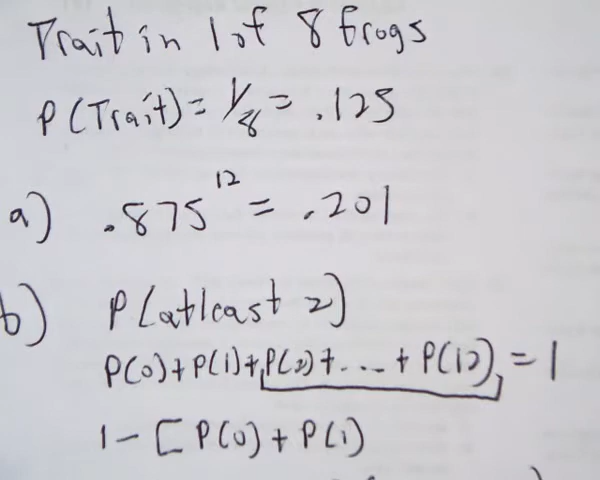 Trait in 1 of 8 frogs
P(Trait) = 1/8 = .125
a) .875^12 = .201
b) P(at least 2)
P(0)+P(1)+P(2)+...+P(12) = 1
1-[P(0)+P(1)